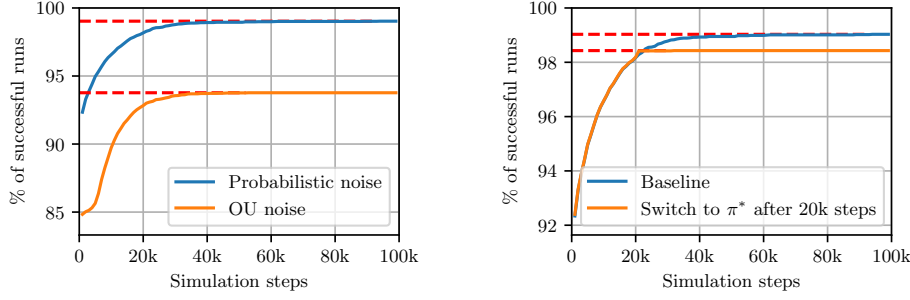 100
95
90
85
% of successful runs
Probabilistic noise
OU noise
0
20k
40k
60k
80k
100k
Simulation steps
100
98
96
94
92
% of successful runs
Baseline
Switch to π* after 20k steps
0
20k
40k
60k
80k
100k
Simulation steps